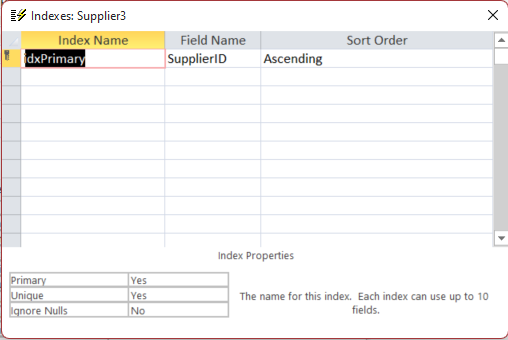 Indexes: Supplier3
Index Name Field Name Sort Order
idxPrimary SupplierID Ascending
Index Properties
Primary Yes
Unique Yes
Ignore Nulls No
The name for this index. Each index can use up to 10
fields.